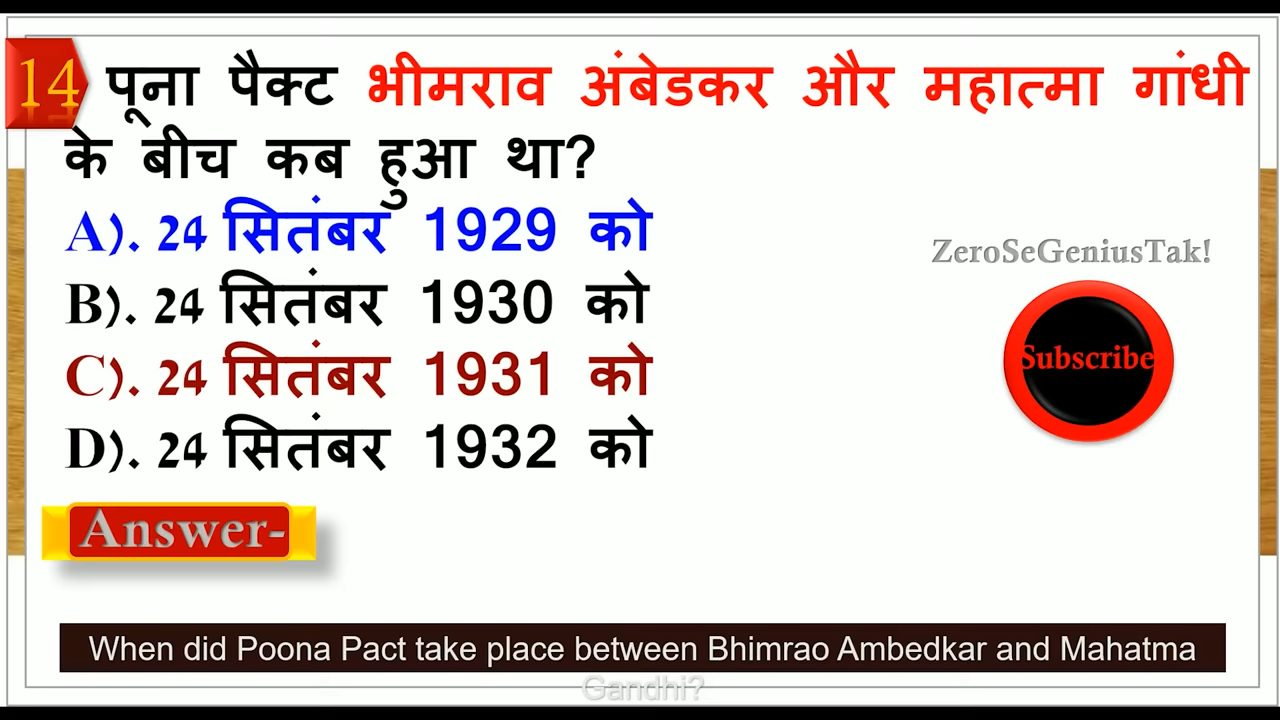 14 पूना पैक्ट भीमराव अंबेडकर और महात्मा गांधी
के बीच कब हुआ था?
A). 24 सितंबर 1929 को
B). 24 सितंबर 1930 को
C). 24 सितंबर 1931 को
D). 24 सितंबर 1932 को
ZeroSeGeniusTak!
Subscribe
Answer-
When did Poona Pact take place between Bhimrao Ambedkar and Mahatma
Gandhi?